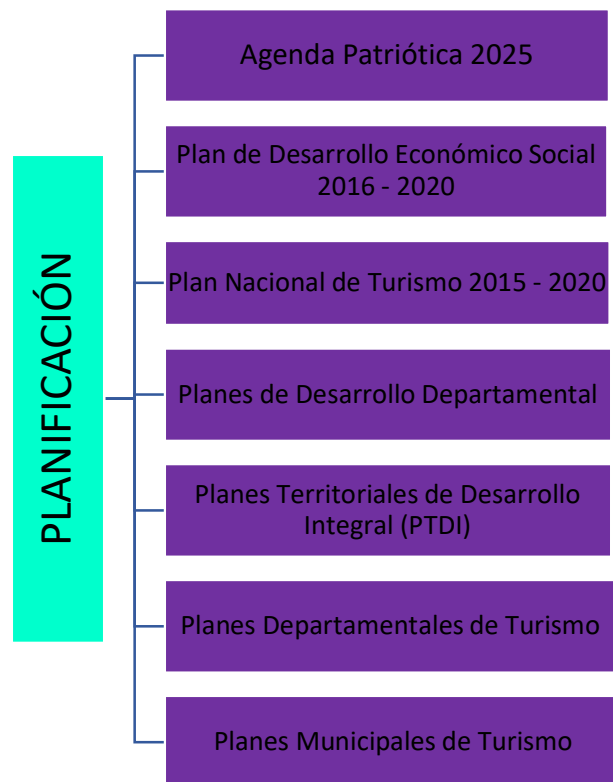 PLANIFICACIÓN
Agenda Patriótica 2025
Plan de Desarrollo Económico Social
2016 - 2020
Plan Nacional de Turismo 2015 - 2020
Planes de Desarrollo Departamental
Planes Territoriales de Desarrollo
Integral (PTDI)
Planes Departamentales de Turismo
Planes Municipales de Turismo